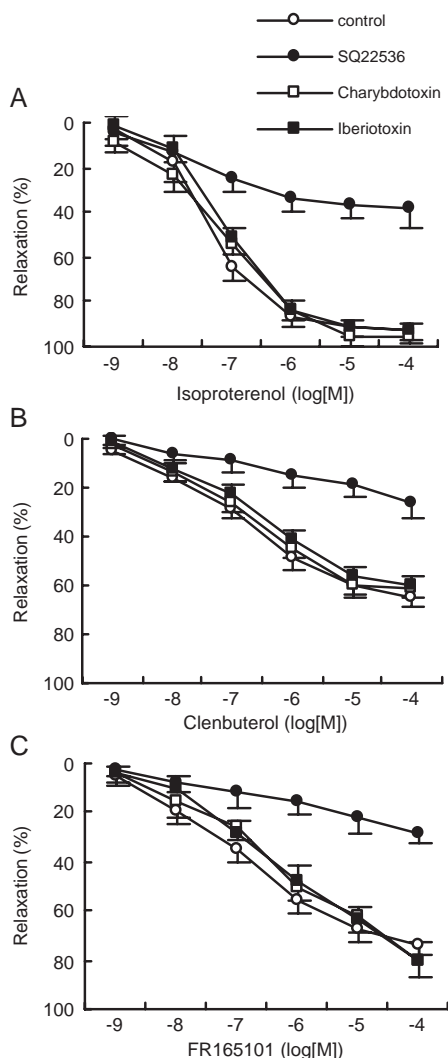 control
SQ22536
Charybdotoxin
Iberiotoxin
A
0
20
40
60
80
100
Relaxation (%)
-9 -8 -7 -6 -5 -4
Isoproterenol (log[M])
B
0
20
40
60
80
100
Relaxation (%)
-9 -8 -7 -6 -5 -4
Clenbuterol (log[M])
C
0
20
40
60
80
100
Relaxation (%)
-9 -8 -7 -6 -5 -4
FR165101 (log[M])